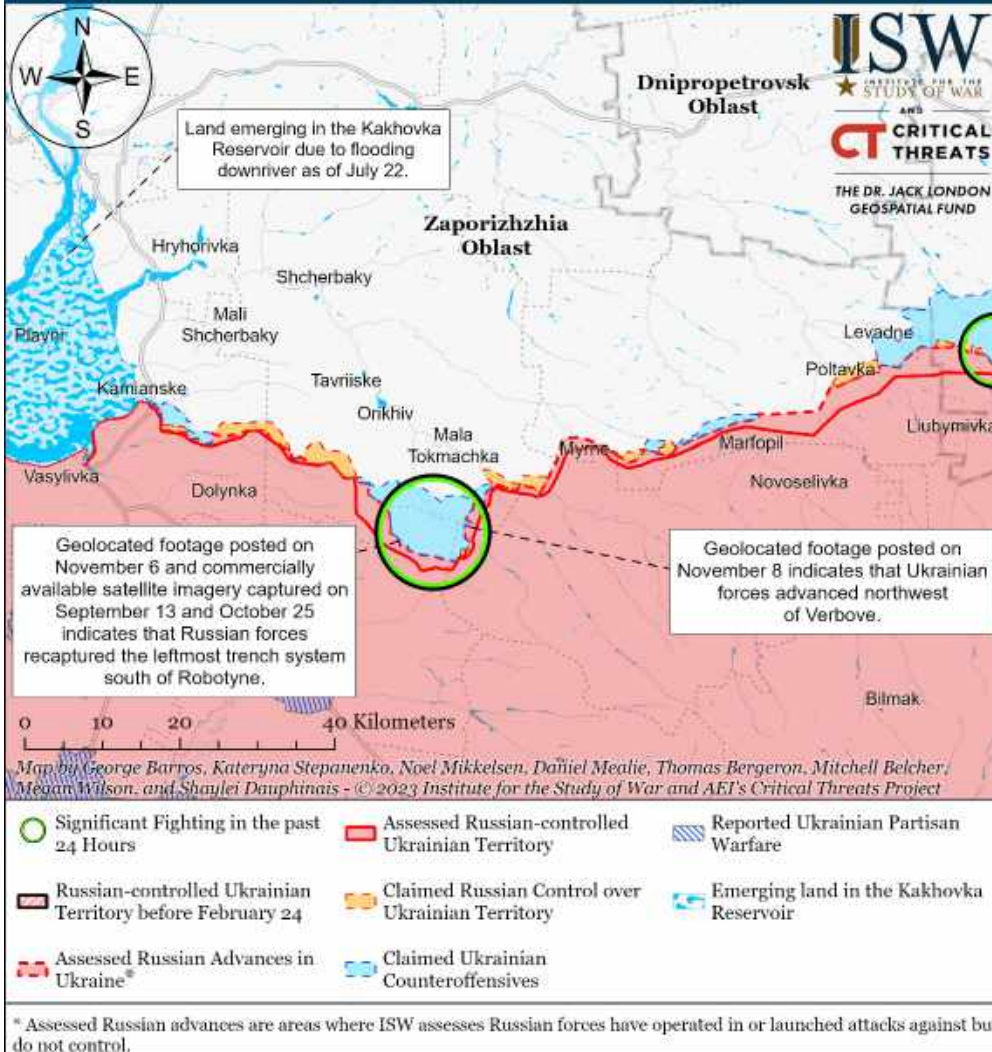 N
W E
S
ISW
INSTITUTE FOR THE
STUDY OF WAR
AND
CT CRITICAL
THREATS
THE DR. JACK LONDON
GEOSPATIAL FUND
Dnipropetrovsk
Oblast
Land emerging in the Kakhovka
Reservoir due to flooding
downriver as of July 22.
Zaporizhzhia
Oblast
Hryhorivka
Shcherbaky
Mali
Shcherbaky
Plavni
Levadne
Poltavka
Kamianske
Tavriiske
Orikhiv
Mala
Tokmachka
Myrne
Marfopil
Liubymivka
Vasylivka
Dolynka
Novoselivka
Geolocated footage posted on
November 6 and commercially
available satellite imagery captured on
September 13 and October 25
indicates that Russian forces
recaptured the leftmost trench system
south of Robotyne.
Geolocated footage posted on
November 8 indicates that Ukrainian
forces advanced northwest
of Verbove.
Bilmak
0 10 20 40 Kilometers
Map by George Barros, Kateryna Stepanenko, Noel Mikkelsen, Daniel Mealie, Thomas Bergeron, Mitchell Belcher,
Megan Wilson, and Shaylei Dauphinais - © 2023 Institute for the Study of War and AEI's Critical Threats Project
Significant Fighting in the past
24 Hours
Assessed Russian-controlled
Ukrainian Territory
Reported Ukrainian Partisan
Warfare
Russian-controlled Ukrainian
Territory before February 24
Claimed Russian Control over
Ukrainian Territory
Emerging land in the Kakhovka
Reservoir
Assessed Russian Advances in
Ukraine*
Claimed Ukrainian
Counteroffensives
* Assessed Russian advances are areas where ISW assesses Russian forces have operated in or launched attacks against bu
do not control.